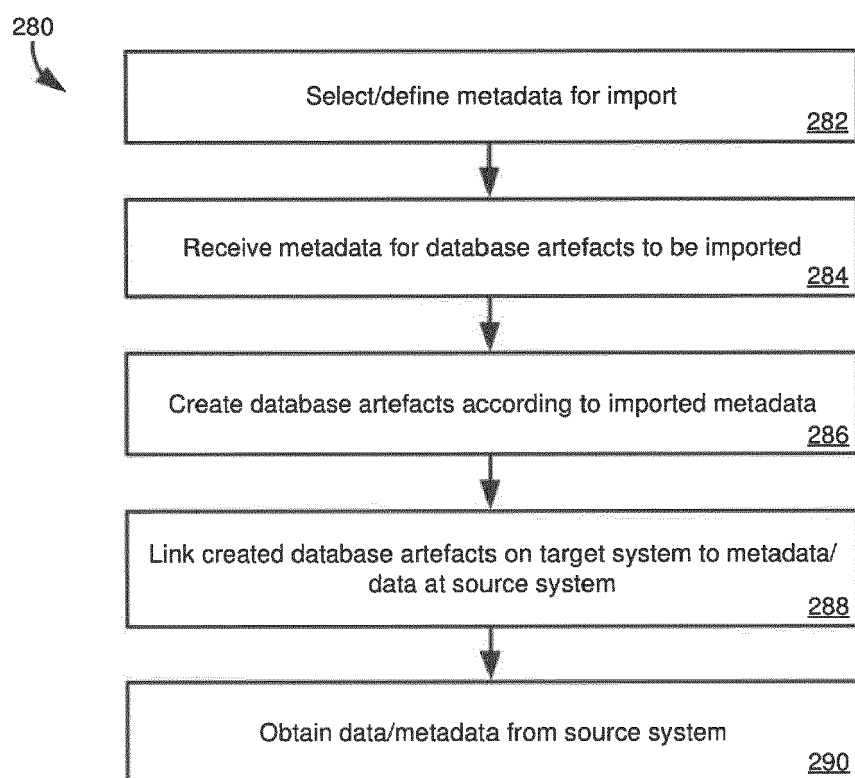 280
Select/define metadata for import
282
Receive metadata for database artefacts to be imported
284
Create database artefacts according to imported metadata
286
Link created database artefacts on target system to metadata/
data at source system
288
Obtain data/metadata from source system
290